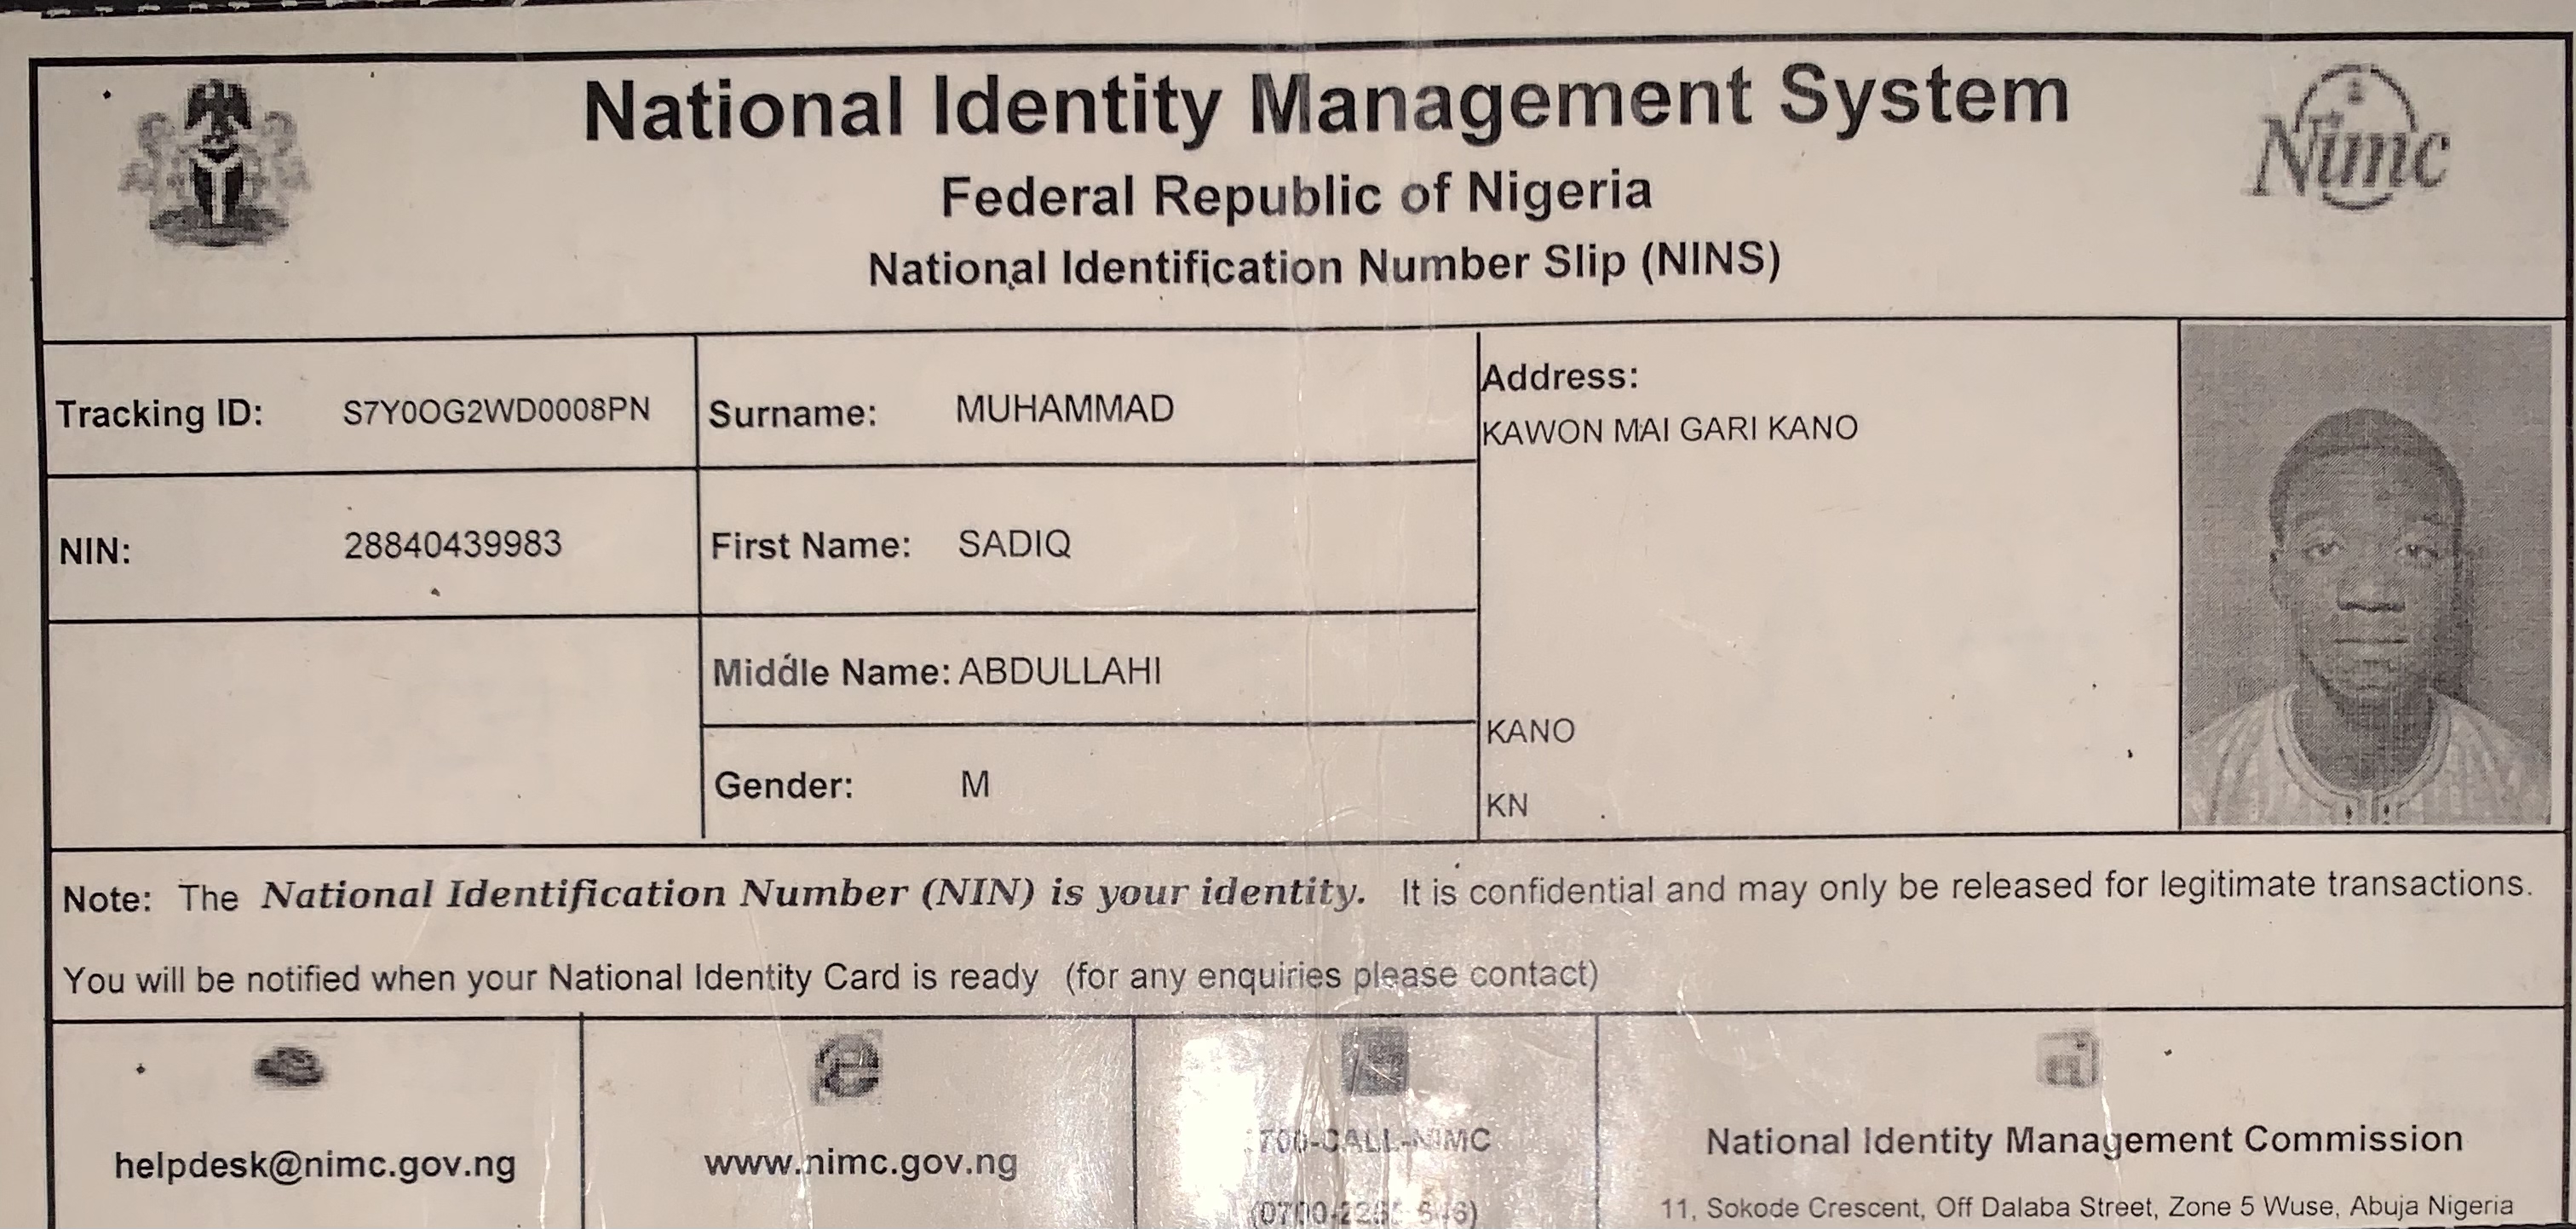 National Identity Management System
Nimc
Federal Republic of Nigeria
National Identification Number Slip (NINS)
Tracking ID: S7Y0OG2WD0008PN
Surname: MUHAMMAD
Address:
KAWON MAI GARI KANO
NIN: 28840439983
First Name: SADIQ
Middle Name: ABDULLAHI
KANO
Gender: M
KN
Note: The National Identification Number (NIN) is your identity. It is confidential and may only be released for legitimate transactions.
You will be notified when your National Identity Card is ready (for any enquiries please contact)
helpdesk@nimc.gov.ng
www.nimc.gov.ng
700-CALL-NIMC
National Identity Management Commission
11, Sokode Crescent, Off Dalaba Street, Zone 5 Wuse, Abuja Nigeria